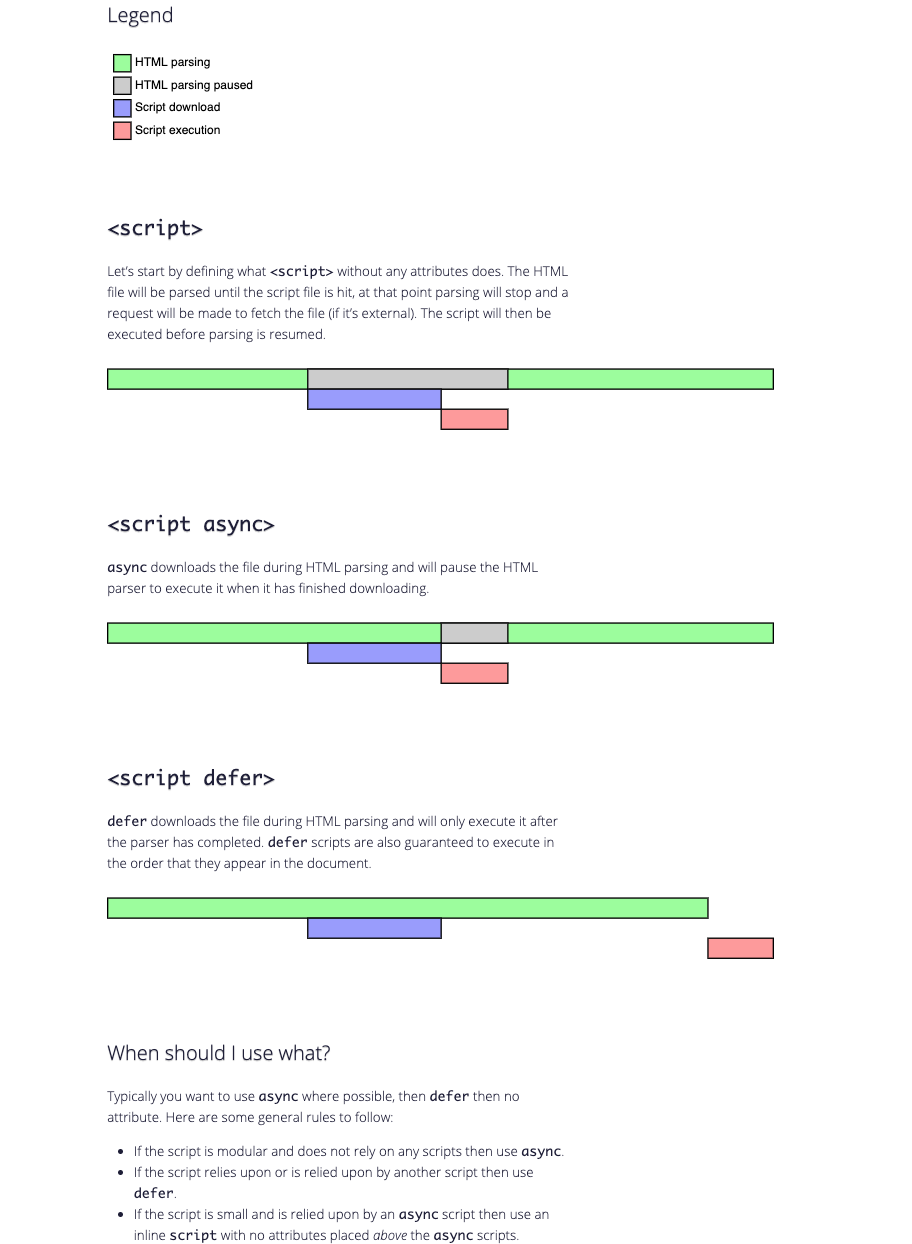 Legend
HTML parsing
HTML parsing paused
Script download
Script execution
<script>
Let's start by defining what <script> without any attributes does. The HTML
file will be parsed until the script file is hit, at that point parsing will stop and a
request will be made to fetch the file (if it's external). The script will then be
executed before parsing is resumed.
<script async>
async downloads the file during HTML parsing and will pause the HTML
parser to execute it when it has finished downloading.
<script defer>
defer downloads the file during HTML parsing and will only execute it after
the parser has completed. defer scripts are also guaranteed to execute in
the order that they appear in the document.
When should I use what?
Typically you want to use async where possible, then defer then no
attribute. Here are some general rules to follow:
• If the script is modular and does not rely on any scripts then use async.
• If the script relies upon or is relied upon by another script then use
defer.
• If the script is small and is relied upon by an async script then use an
inline script with no attributes placed above the async scripts.